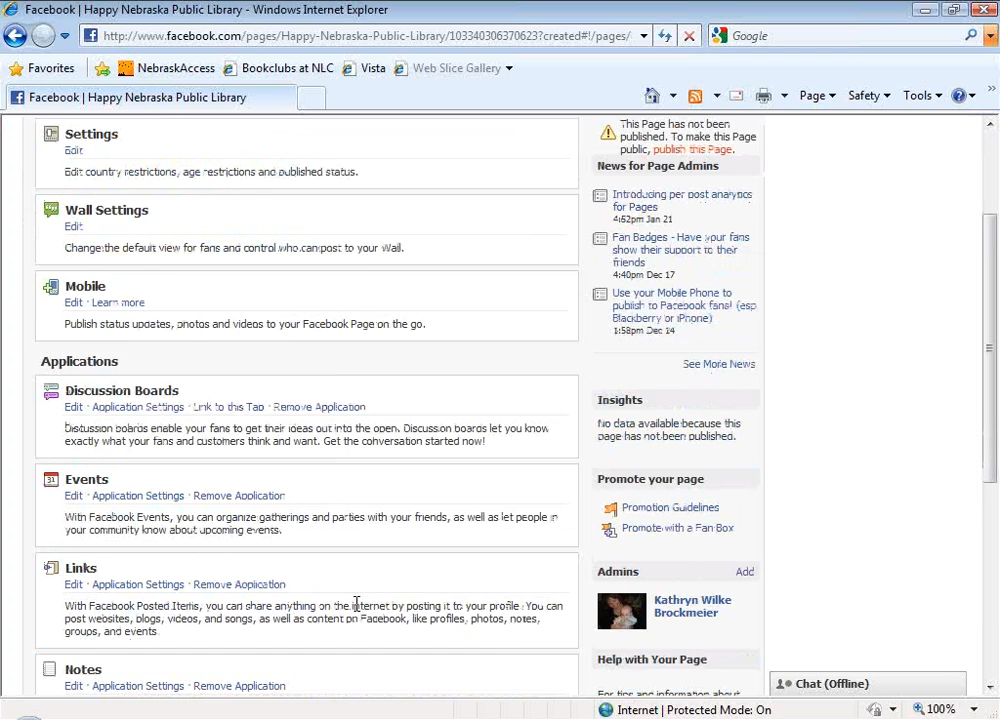 Facebook | Happy Nebraska Public Library - Windows Internet Explorer
http://www.facebook.com/pages/Happy-Nebraska-Public-Library/103340306370623?created#!/pages/
Google
Favorites
NebraskAccess
Bookclubs at NLC
Vista
Web Slice Gallery
Facebook | Happy Nebraska Public Library
Page
Safety
Tools
Settings
Edit
Edit country restrictions, age restrictions and published status.
Wall Settings
Edit
Change the default view for fans and control who can post to your Wall.
Mobile
Edit · Learn more
Publish status updates, photos and videos to your Facebook Page on the go.
Applications
Discussion Boards
Edit · Application Settings · Link to this Tab · Remove Application
Discussion boards enable your fans to get their ideas out into the open. Discussion boards let you know
exactly what your fans and customers think and want. Get the conversation started now!
Events
Edit · Application Settings · Remove Application
With Facebook Events, you can organize gatherings and parties with your friends, as well as let people in
your community know about upcoming events.
Links
Edit · Application Settings · Remove Application
With Facebook Posted Items, you can share anything on the internet by posting it to your profile. You can
post websites, blogs, videos, and songs, as well as content on Facebook, like profiles, photos, notes,
groups, and events
Notes
Edit · Application Settings · Remove Application
This Page has not been
published. To make this Page
public, publish this Page.
News for Page Admins
Introducing per post analytics
for Pages
4:52pm Jan 21
Fan Badges - Have your fans
show their support to their
friends
4:40pm Dec 17
Use your Mobile Phone to
publish to Facebook fans! (esp
Blackberry or iPhone)
1:58pm Dec 14
See More News
Insights
No data available because this
page has not been published.
Promote your page
Promotion Guidelines
Promote with a Fan Box
Admins
Add
Kathryn Wilke
Brockmeier
Help with Your Page
For tips and information about
Chat (Offline)
Internet | Protected Mode: On
100%